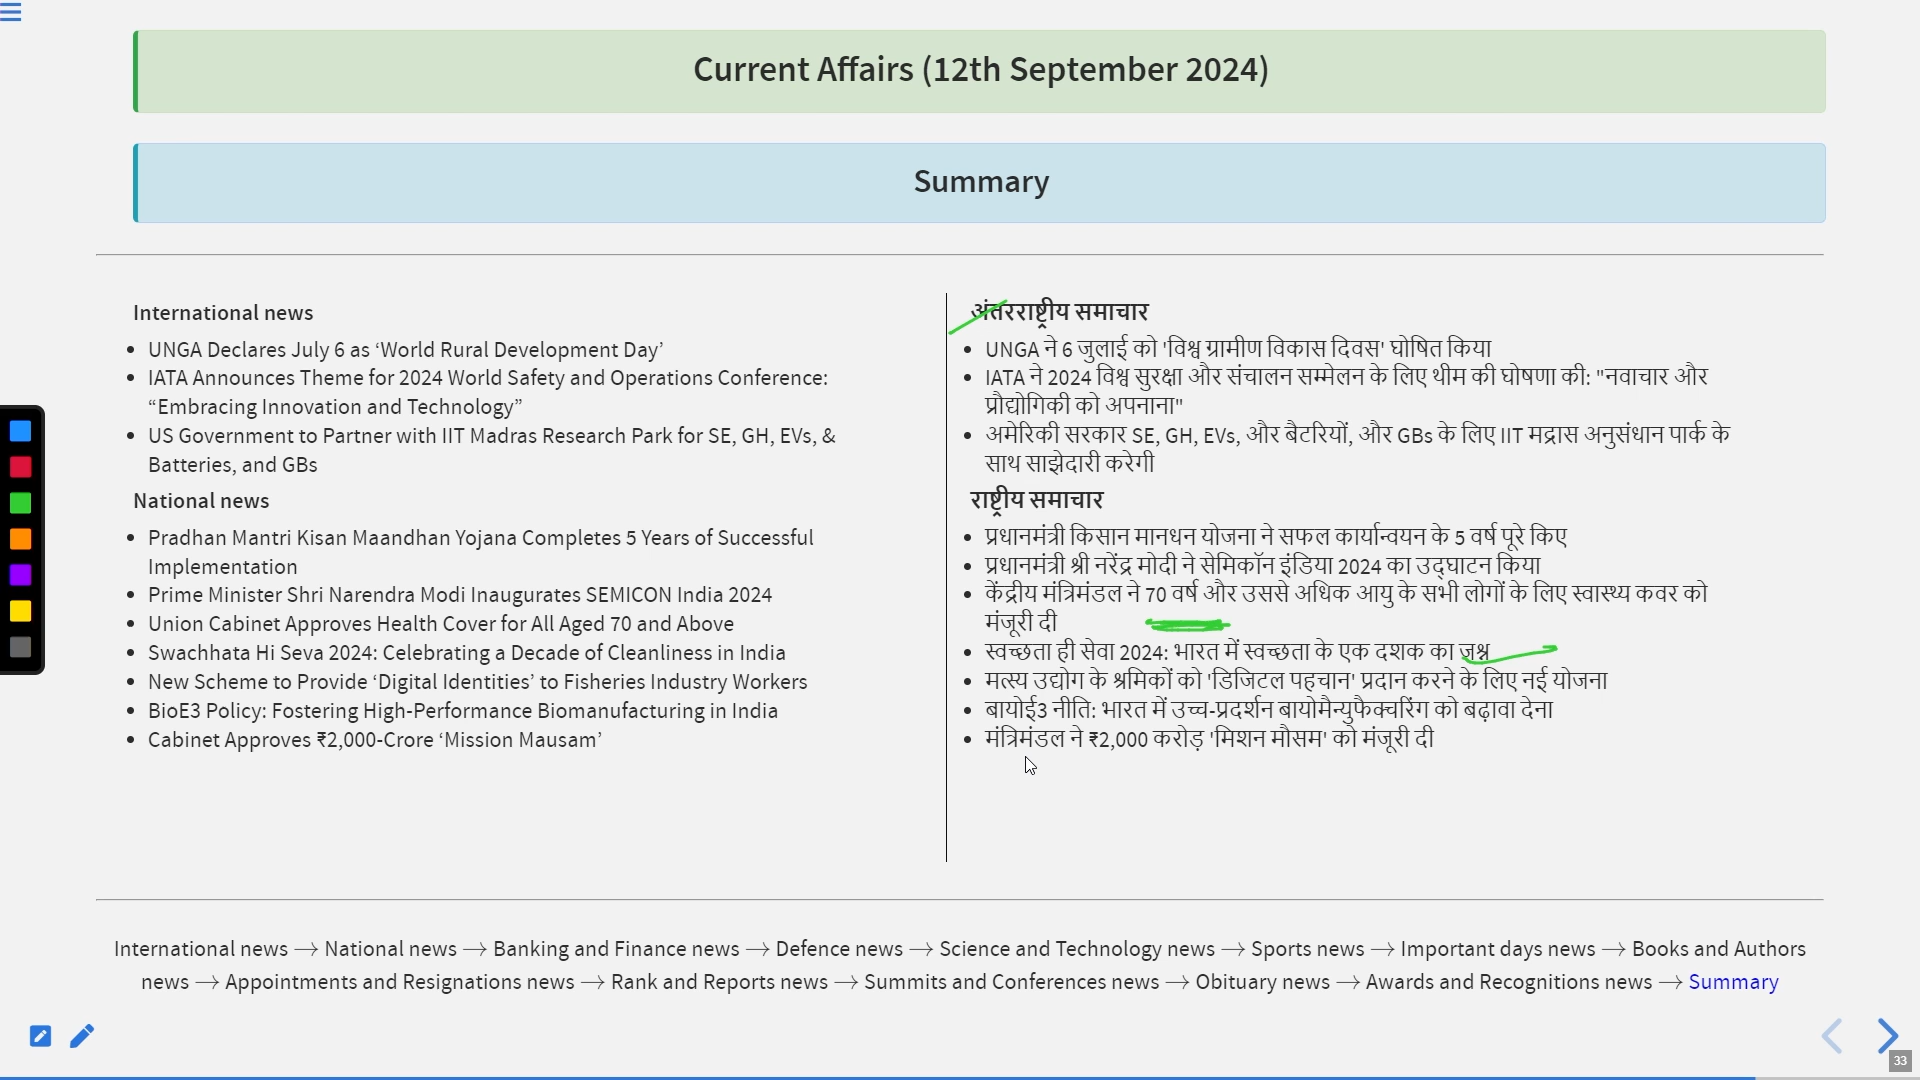 Current Affairs (12th September 2024)
Summary
International news
UNGA Declares July 6 as ‘World Rural Development Day’
IATA Announces Theme for 2024 World Safety and Operations Conference:
“Embracing Innovation and Technology”
US Government to Partner with IIT Madras Research Park for SE, GH, EVs, &
Batteries, and GBs
National news
Pradhan Mantri Kisan Maandhan Yojana Completes 5 Years of Successful
Implementation
Prime Minister Shri Narendra Modi Inaugurates SEMICON India 2024
Union Cabinet Approves Health Cover for All Aged 70 and Above
Swachhata Hi Seva 2024: Celebrating a Decade of Cleanliness in India
New Scheme to Provide ‘Digital Identities’ to Fisheries Industry Workers
BioE3 Policy: Fostering High-Performance Biomanufacturing in India
Cabinet Approves ₹2,000-Crore ‘Mission Mausam’
अंतरराष्ट्रीय समाचार
UNGA ने 6 जुलाई को 'विश्व ग्रामीण विकास दिवस' घोषित किया
IATA ने 2024 विश्व सुरक्षा और संचालन सम्मेलन के लिए थीम की घोषणा की: "नवाचार और
प्रौद्योगिकी को अपनाना"
अमेरिकी सरकार SE, GH, EVs, और बैटरियों, और GBs के लिए IIT मद्रास अनुसंधान पार्क के
साथ साझेदारी करेगी
राष्ट्रीय समाचार
प्रधानमंत्री किसान मानधन योजना ने सफल कार्यान्वयन के 5 वर्ष पूरे किए
प्रधानमंत्री श्री नरेंद्र मोदी ने सेमिकॉन इंडिया 2024 का उद्घाटन किया
केंद्रीय मंत्रिमंडल ने 70 वर्ष और उससे अधिक आयु के सभी लोगों के लिए स्वास्थ्य कवर को
मंजूरी दी
स्वच्छता ही सेवा 2024: भारत में स्वच्छता के एक दशक का जश्न
मत्स्य उद्योग के श्रमिकों को 'डिजिटल पहचान' प्रदान करने के लिए नई योजना
बायोई3 नीति: भारत में उच्च-प्रदर्शन बायोमैन्युफैक्चरिंग को बढ़ावा देना
मंत्रिमंडल ने ₹2,000 करोड़ 'मिशन मौसम' को मंजूरी दी
International news → National news → Banking and Finance news → Defence news → Science and Technology news → Sports news → Important days news → Books and Authors
news → Appointments and Resignations news → Rank and Reports news → Summits and Conferences news → Obituary news → Awards and Recognitions news → Summary
33